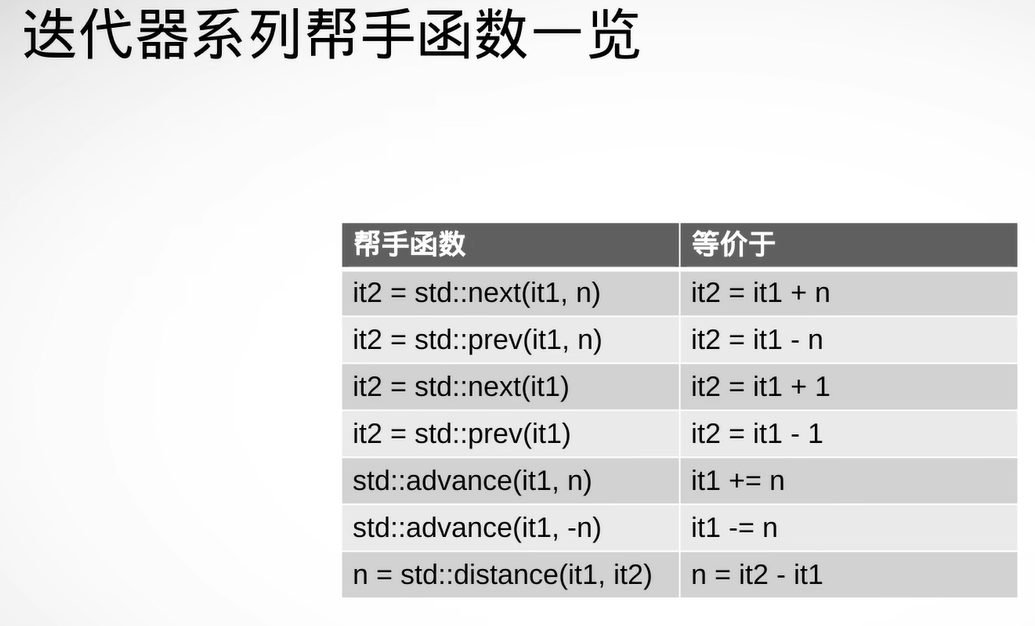 迭代器系列帮手函数一览
帮手函数 等价于
it2 = std::next(it1, n) it2 = it1 + n
it2 = std::prev(it1, n) it2 = it1 - n
it2 = std::next(it1) it2 = it1 + 1
it2 = std::prev(it1) it2 = it1 - 1
std::advance(it1, n) it1 += n
std::advance(it1, -n) it1 -= n
n = std::distance(it1, it2) n = it2 - it1